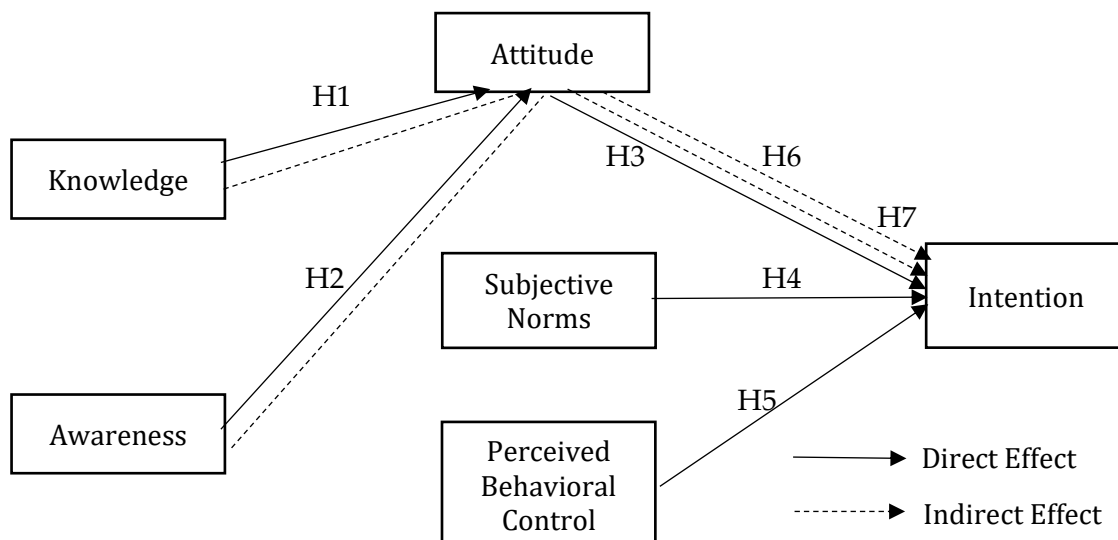 Attitude
H1
Knowledge
H3
H6
H7
H2
Subjective
Norms
H4
Intention
Awareness
H5
Perceived
Behavioral
Control
Direct Effect
Indirect Effect